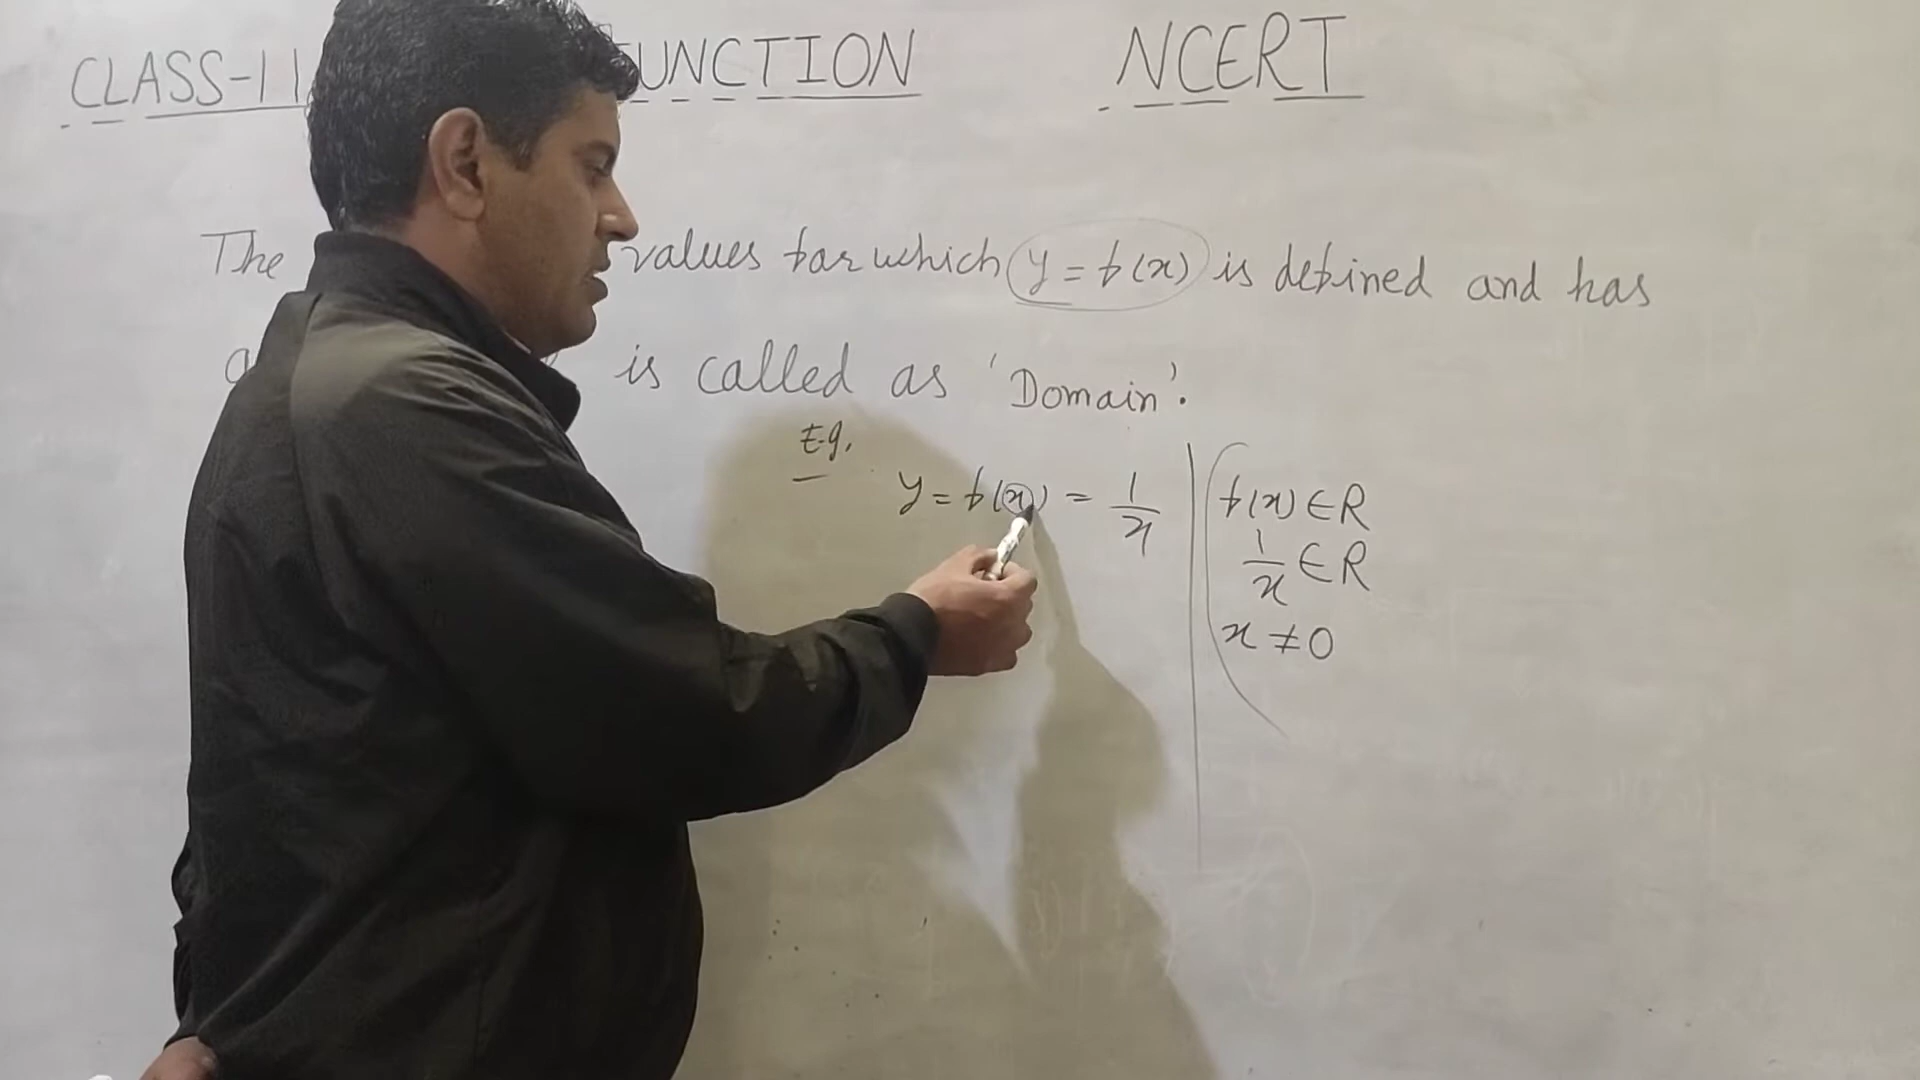 CLASS-11 FUNCTION NCERT
The values for which y = f(x) is defined and has
is called as 'Domain'.
E.g.
y = f(x) = 1/x
f(x) ∈ R
1/x ∈ R
x ≠ 0